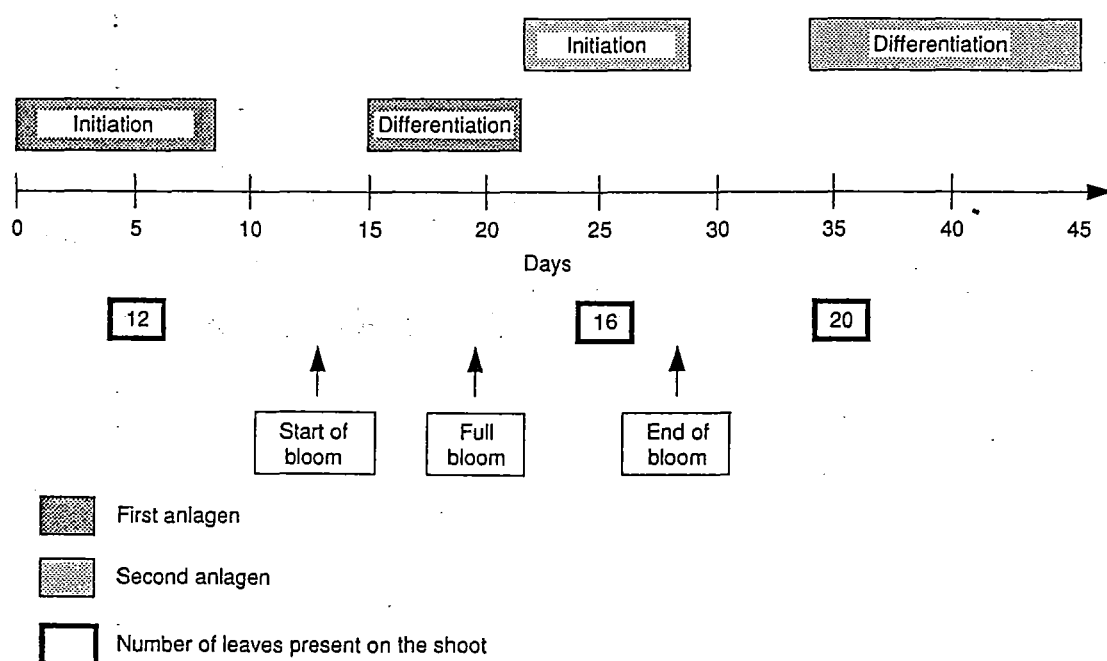 Initiation
Differentiation
Initiation
Differentiation
0 5 10 15 20 25 30 35 40 45
Days
12
16
20
Start of
bloom
Full
bloom
End of
bloom
First anlagen
Second anlagen
Number of leaves present on the shoot